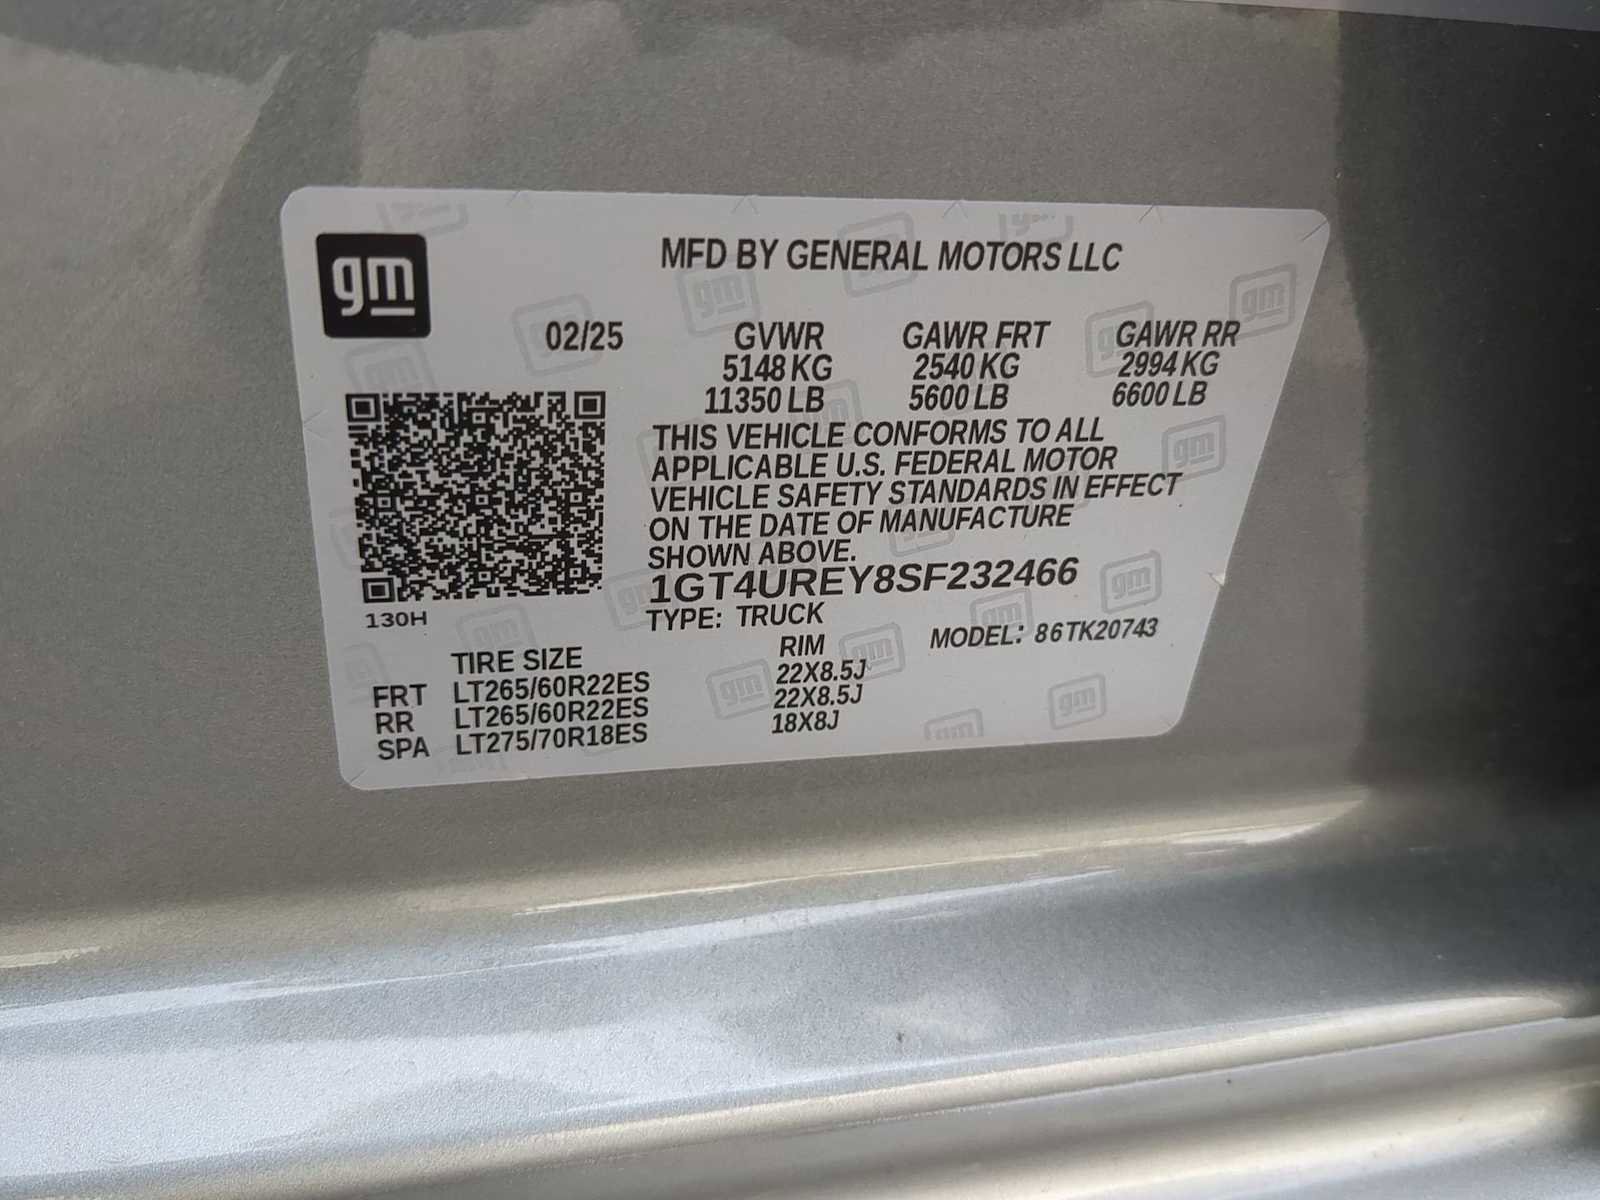 gm
MFD BY GENERAL MOTORS LLC
02/25 GVWR GAWR FRT GAWR RR
5148 KG 2540 KG 2994 KG
11350 LB 5600 LB 6600 LB
THIS VEHICLE CONFORMS TO ALL
APPLICABLE U.S. FEDERAL MOTOR
VEHICLE SAFETY STANDARDS IN EFFECT
ON THE DATE OF MANUFACTURE
SHOWN ABOVE.
1GT4UREY8SF232466
130H
TYPE: TRUCK
MODEL: 86TK20743
TIRE SIZE RIM
FRT LT265/60R22ES 22X8.5J
RR LT265/60R22ES 22X8.5J
SPA LT275/70R18ES 18X8J